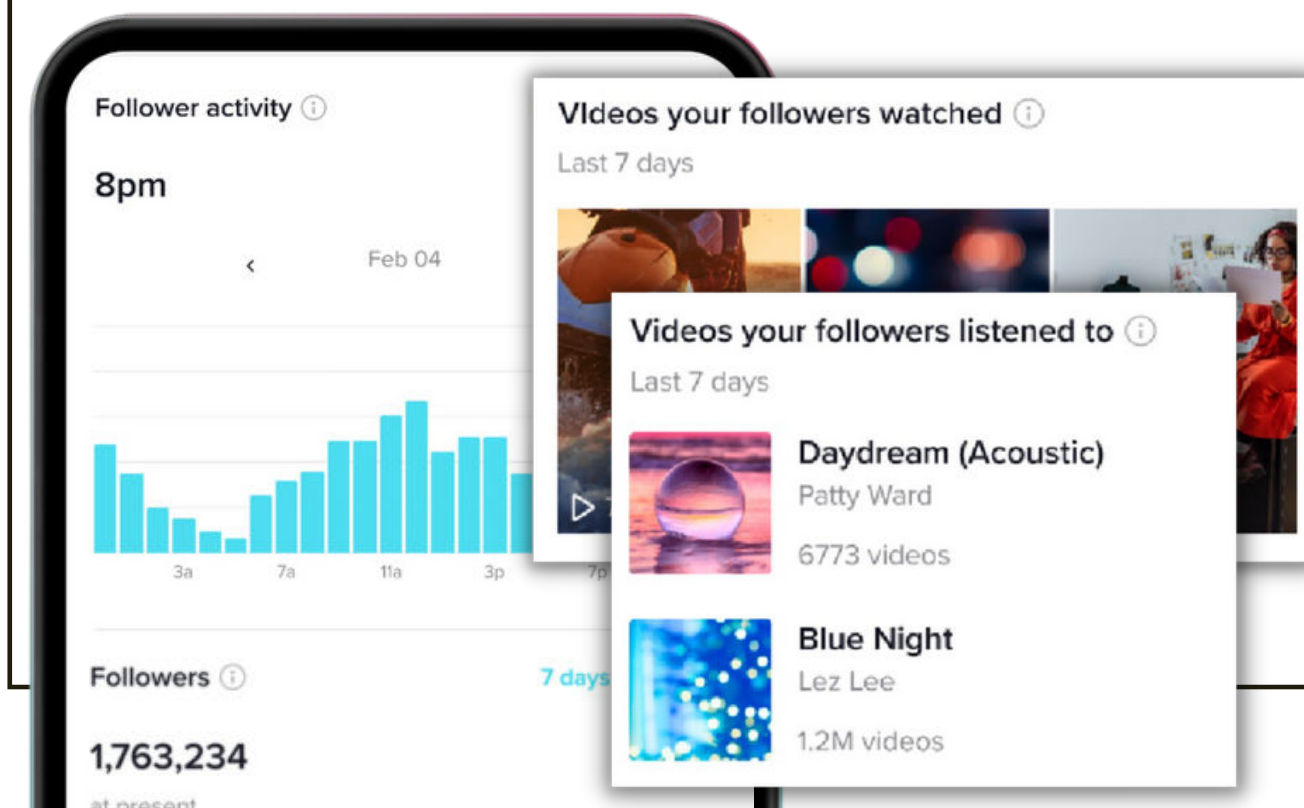 Follower activity
8pm
Feb 04
3a 7a 11a 3p 7p
Followers
7 days
1,763,234
at present
VIdeos your followers watched
Last 7 days
Videos your followers listened to
Last 7 days
Daydream (Acoustic)
Patty Ward
6773 videos
Blue Night
Lez Lee
1.2M videos